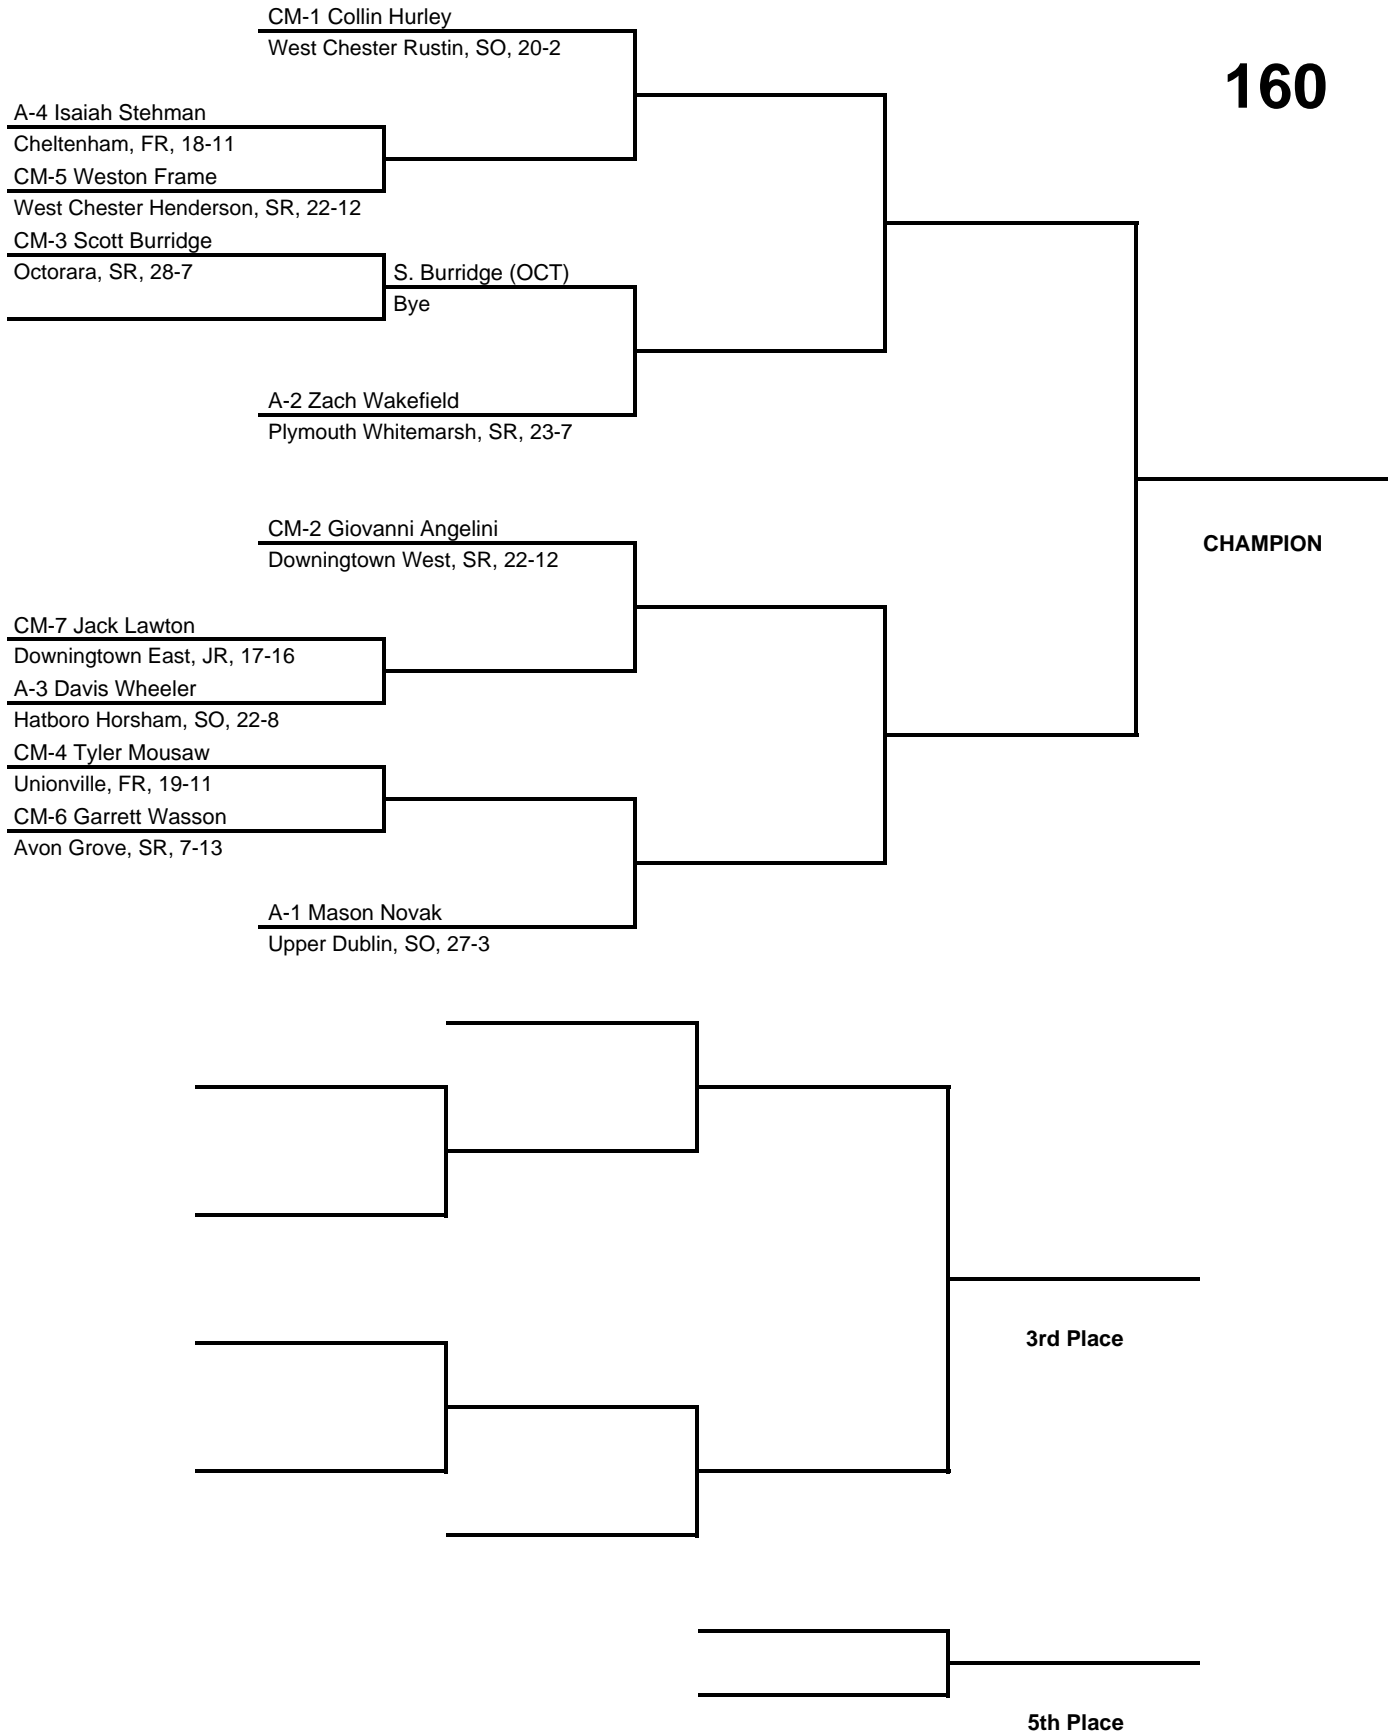 CM-1 Collin Hurley
West Chester Rustin, SO, 20-2
160
A-4 Isaiah Stehman
Cheltenham, FR, 18-11
CM-5 Weston Frame
West Chester Henderson, SR, 22-12
CM-3 Scott Burridge
Octorara, SR, 28-7
S. Burridge (OCT)
Bye
A-2 Zach Wakefield
Plymouth Whitemarsh, SR, 23-7
CM-2 Giovanni Angelini
Downingtown West, SR, 22-12
CHAMPION
CM-7 Jack Lawton
Downingtown East, JR, 17-16
A-3 Davis Wheeler
Hatboro Horsham, SO, 22-8
CM-4 Tyler Mousaw
Unionville, FR, 19-11
CM-6 Garrett Wasson
Avon Grove, SR, 7-13
A-1 Mason Novak
Upper Dublin, SO, 27-3
3rd Place
5th Place